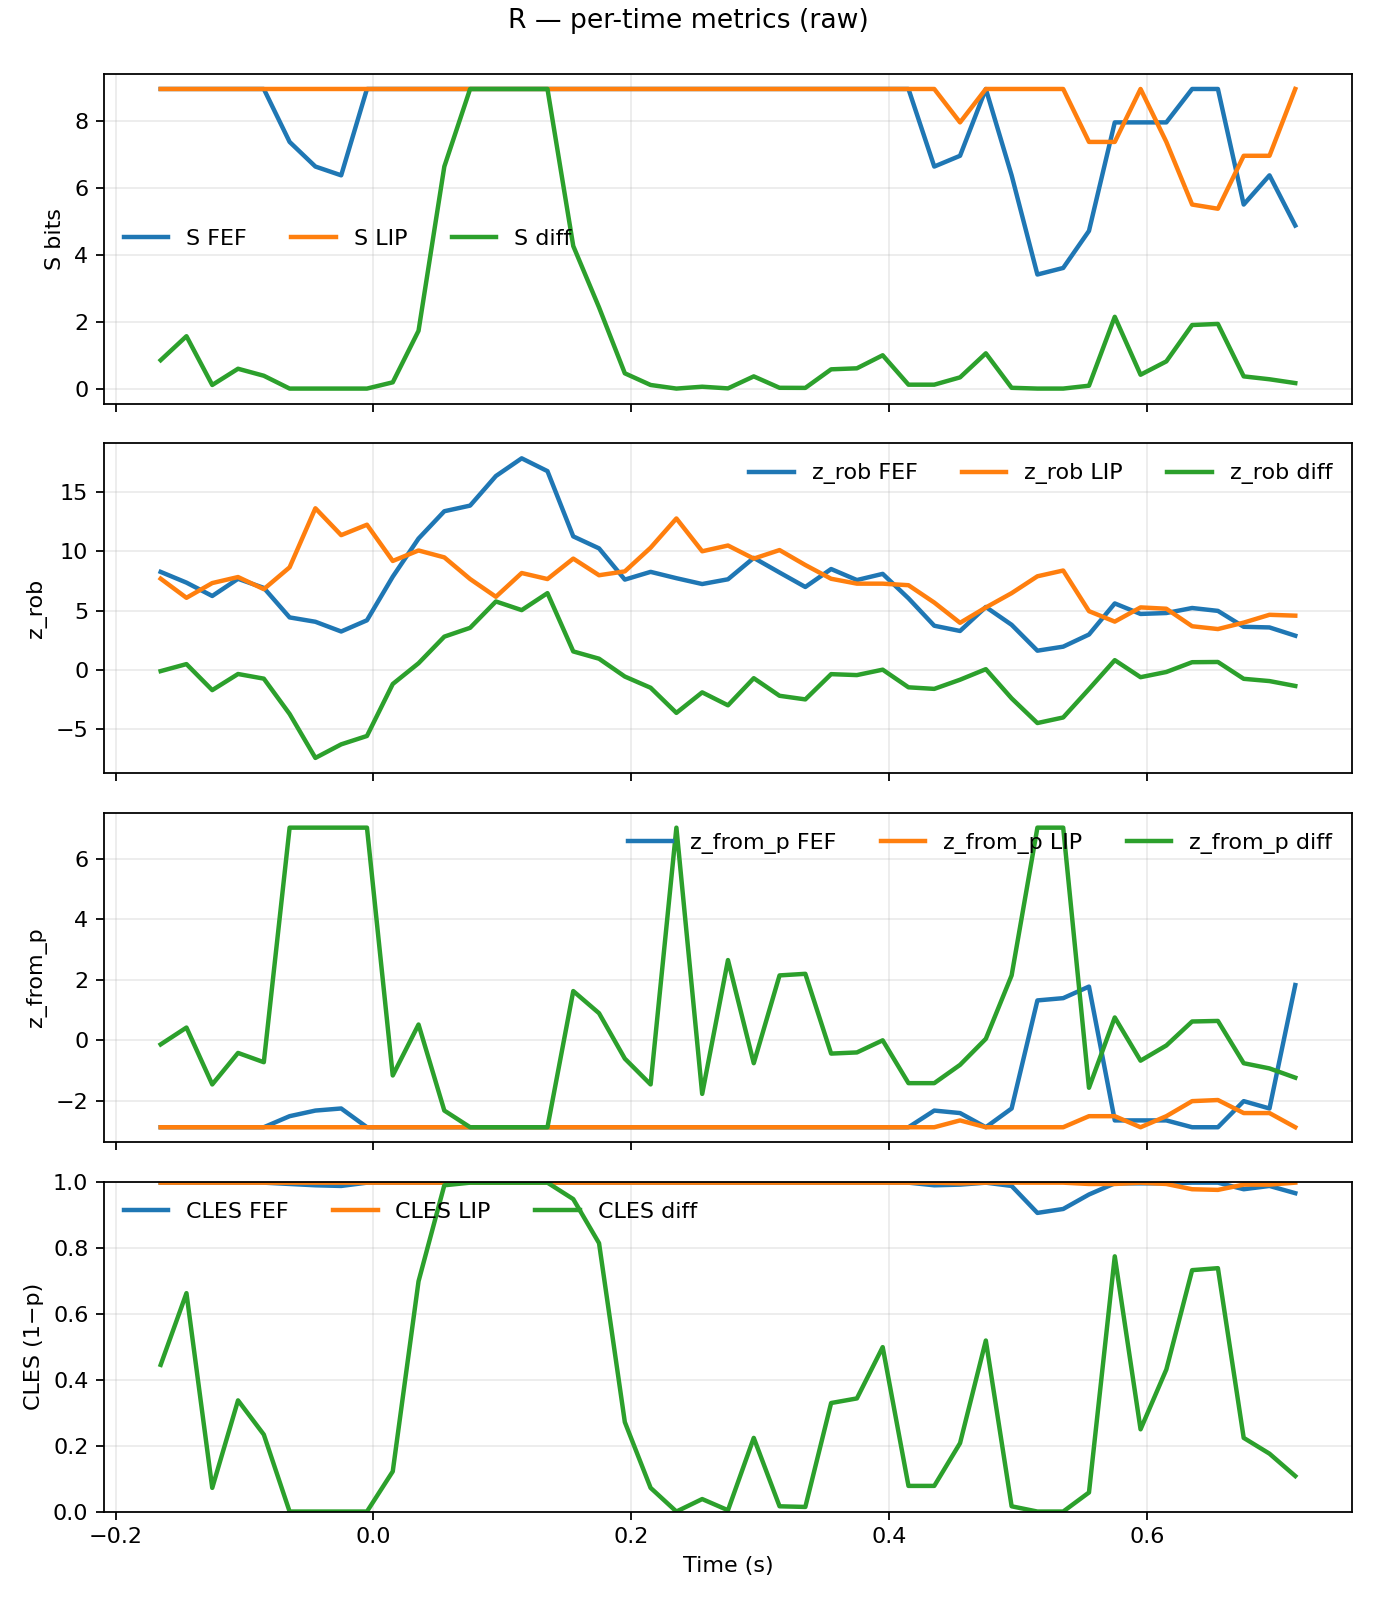 R — per-time metrics (raw)
8
6
4
2
0
S bits
S FEF
S LIP
S diff
15
10
5
0
−5
z_rob
z_rob FEF
z_rob LIP
z_rob diff
6
4
2
0
−2
z_from_p
z_from_p FEF
z_from_p LIP
z_from_p diff
1.0
0.8
0.6
0.4
0.2
0.0
CLES (1−p)
CLES FEF
CLES LIP
CLES diff
−0.2
0.0
0.2
0.4
0.6
Time (s)